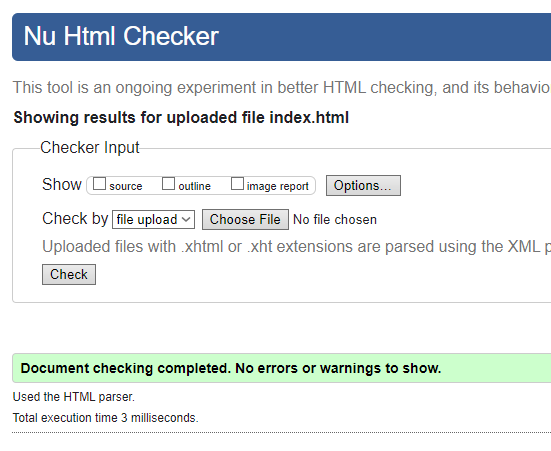 Nu Html Checker
This tool is an ongoing experiment in better HTML checking, and its behavio
Showing results for uploaded file index.html
Checker Input
Show source outline image report Options...
Check by file upload Choose File No file chosen
Uploaded files with .xhtml or .xht extensions are parsed using the XML p
Check
Document checking completed. No errors or warnings to show.
Used the HTML parser.
Total execution time 3 milliseconds.